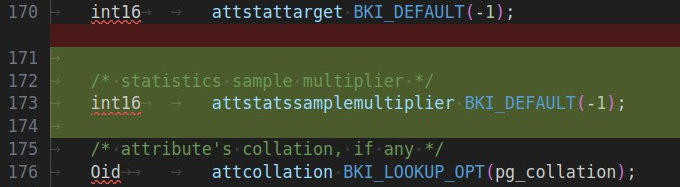 170 int16 attstattarget BKI_DEFAULT(-1);
171
172 /* statistics sample multiplier */
173 int16 attstatssamplemultiplier BKI_DEFAULT(-1);
174
175 /* attribute's collation, if any */
176 Oid attcollation BKI_LOOKUP_OPT(pg_collation);